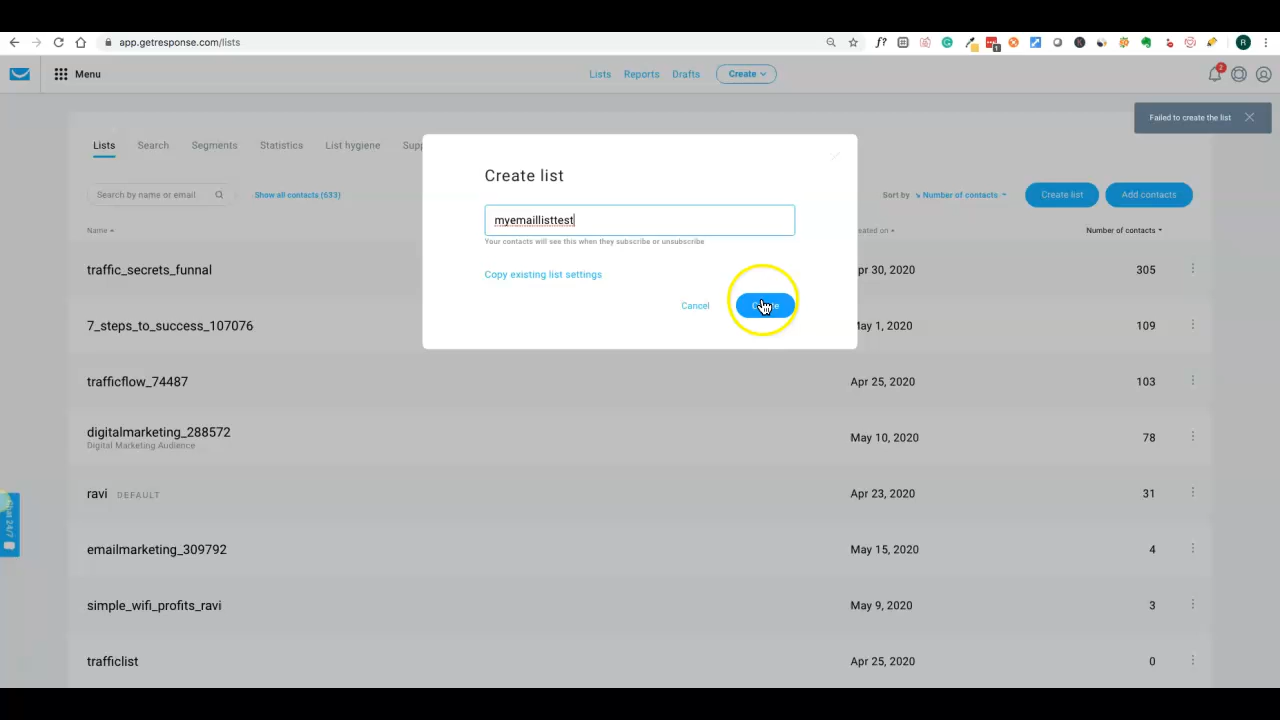 app.getresponse.com/lists
Menu
Lists Reports Drafts Create
2
Failed to create the list
Lists Search Segments Statistics List hygiene
Create list
myemaillisttest
Your contacts will see this when they subscribe or unsubscribe
Copy existing list settings
Cancel
Search by name or email
Show all contacts (633)
Sort by Number of contacts
Create list
Add contacts
Name
Number of contacts
traffic_secrets_funnal 30, 2020 305
7_steps_to_success_107076 May 1, 2020 109
trafficflow_74487 Apr 25, 2020 103
digitalmarketing_288572 May 10, 2020 78
Digital Marketing Audience
ravi DEFAULT Apr 23, 2020 31
emailmarketing_309792 May 15, 2020 4
simple_wifi_profits_ravi May 9, 2020 3
trafficlist Apr 25, 2020 0
24/7